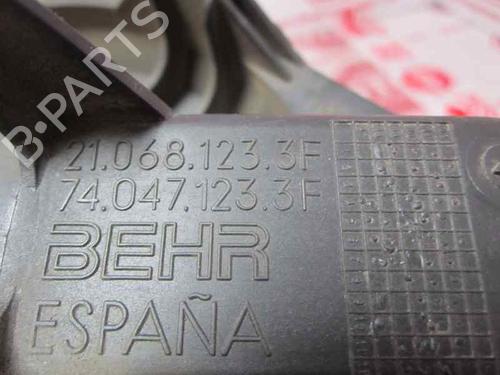 B-PARTS
21.068.123.3F
74.047.123.3F
BEHR
ESPAÑA